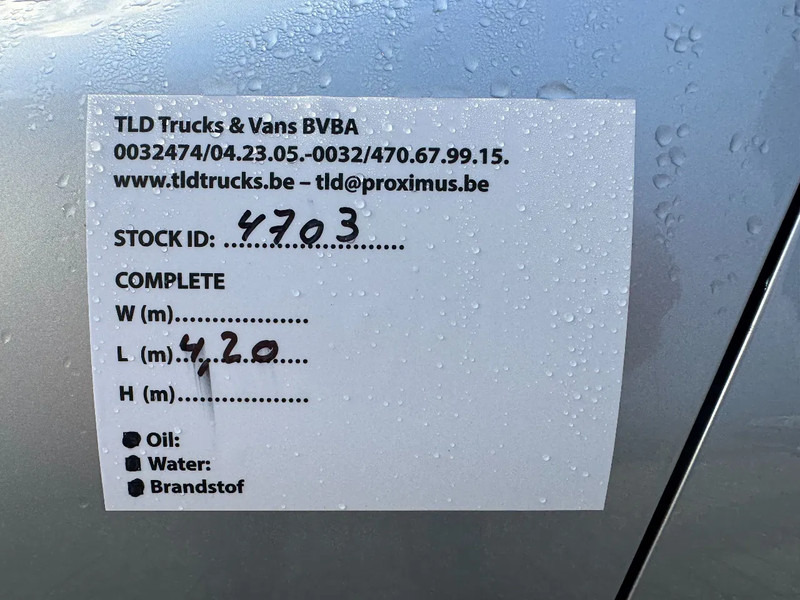 TLD Trucks & Vans BVBA
0032474/04.23.05.-0032/470.67.99.15.
www.tldtrucks.be – tld@proximus.be
STOCK ID: 4703
COMPLETE
W (m)..................
L (m) 4,20
H (m)..................
Oil:
Water:
Brandstof